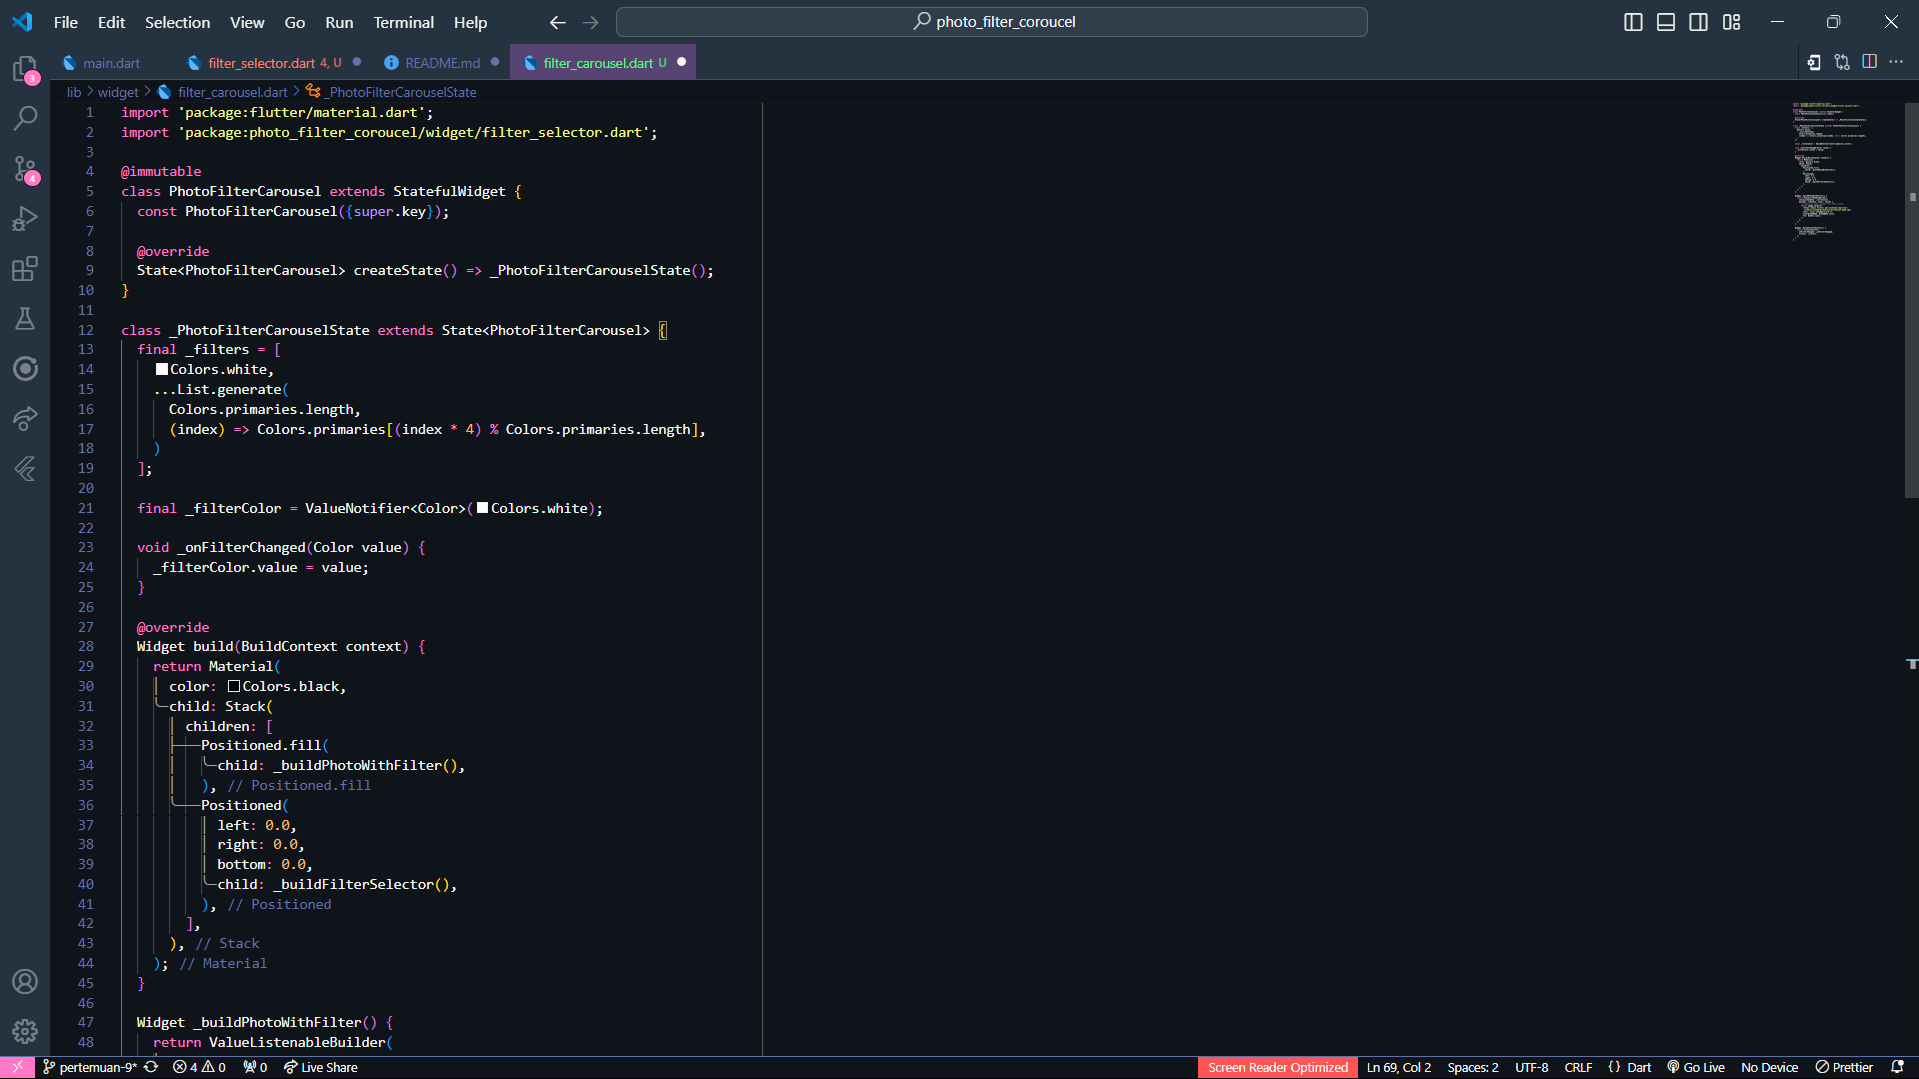 File Edit Selection View Go Run Terminal Help
photo_filter_coroucel
main.dart filter_selector.dart 4, U README.md filter_carousel.dart U
lib > widget > filter_carousel.dart > _PhotoFilterCarouselState
3
4
1 import 'package:flutter/material.dart';
2 import 'package:photo_filter_coroucel/widget/filter_selector.dart';
3
4 @immutable
5 class PhotoFilterCarousel extends StatefulWidget {
6 const PhotoFilterCarousel({super.key});
7
8 @override
9 State<PhotoFilterCarousel> createState() => _PhotoFilterCarouselState();
10 }
11
12 class _PhotoFilterCarouselState extends State<PhotoFilterCarousel> {
13 final _filters = [
14 Colors.white,
15 ...List.generate(
16 Colors.primaries.length,
17 (index) => Colors.primaries[(index * 4) % Colors.primaries.length],
18 )
19 ];
20
21 final _filterColor = ValueNotifier<Color>(Colors.white);
22
23 void _onFilterChanged(Color value) {
24 _filterColor.value = value;
25 }
26
27 @override
28 Widget build(BuildContext context) {
29 return Material(
30 color: Colors.black,
31 child: Stack(
32 children: [
33 Positioned.fill(
34 child: _buildPhotoWithFilter(),
35 ), // Positioned.fill
36 Positioned(
37 left: 0.0,
38 right: 0.0,
39 bottom: 0.0,
40 child: _buildFilterSelector(),
41 ), // Positioned
42 ],
43 ), // Stack
44 ); // Material
45 }
46
47 Widget _buildPhotoWithFilter() {
48 return ValueListenableBuilder(
pertemuan-9* 4 0 0 Live Share Screen Reader Optimized Ln 69, Col 2 Spaces: 2 UTF-8 CRLF {} Dart Go Live No Device Prettier